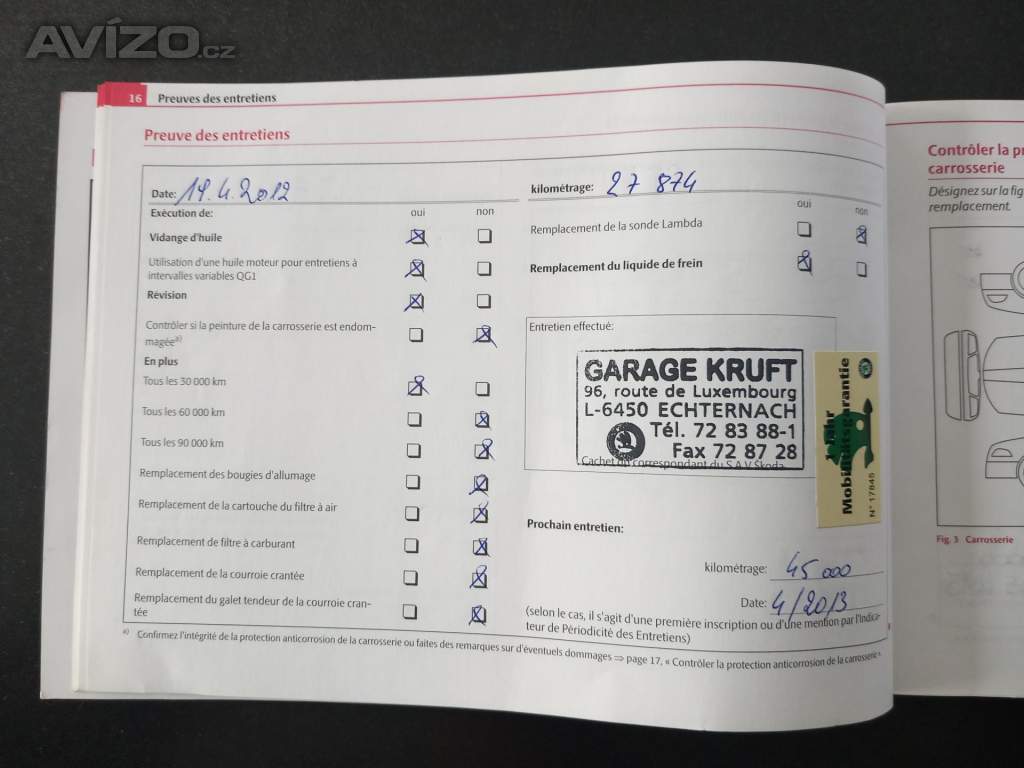 AVÍZO.cz
16 Preuves des entretiens
Preuve des entretiens
Date: 19.4.2012
kilométrage: 27 874
Exécution de: oui non
oui non
Vidange d'huile
Utilisation d'une huile moteur pour entretiens à
intervalles variables QG1
Révision
Contrôler si la peinture de la carrosserie est endom-
magée a)
En plus
Tous les 30 000 km
Tous les 60 000 km
Tous les 90 000 km
Remplacement des bougies d'allumage
Remplacement de la cartouche du filtre à air
Remplacement de filtre à carburant
Remplacement de la courroie crantée
Remplacement du galet tendeur de la courroie cran-
tée
Remplacement de la sonde Lambda
Remplacement du liquide de frein
Entretien effectué:
GARAGE KRUFT
96, route de Luxembourg
L-6450 ECHTERNACH
Tél. 72 83 88-1
Fax 72 87 28
Cachet du correspondant du S.A.V. Škoda
Jahr
Mobilitätsgarantie
N° 17845
Prochain entretien:
kilométrage: 45 000
Date: 4/2013
(selon le cas, il s'agit d'une première inscription ou d'une mention par l'Indica-
teur de Périodicité des Entretiens)
a) Confirmez l'intégrité de la protection anticorrosion de la carrosserie ou faites des remarques sur d'éventuels dommages ⇒ page 17, « Contrôler la protection anticorrosion de la carrosserie »
Contrôler la pr
carrosserie
Désignez sur la fig
remplacement.
Fig. 3 Carrosserie